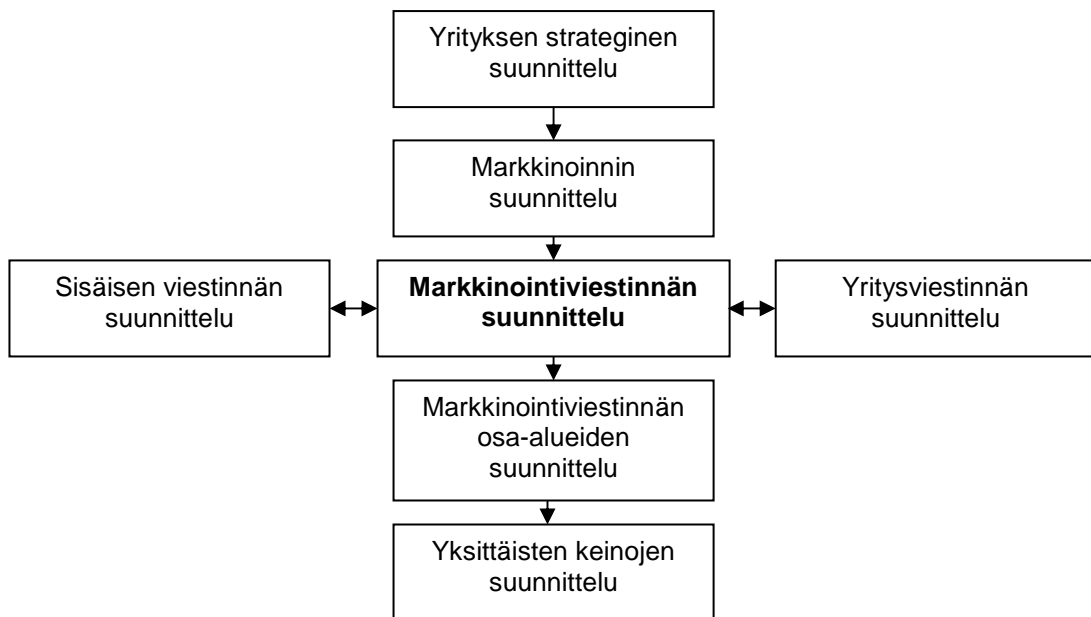 Yrityksen strateginen
suunnittelu
Markkinoinnin
suunnittelu
Sisäisen viestinnän
suunnittelu
Markkinointiviestinnän
suunnittelu
Yritysviestinnän
suunnittelu
Markkinointiviestinnän
osa-alueiden
suunnittelu
Yksittäisten keinojen
suunnittelu